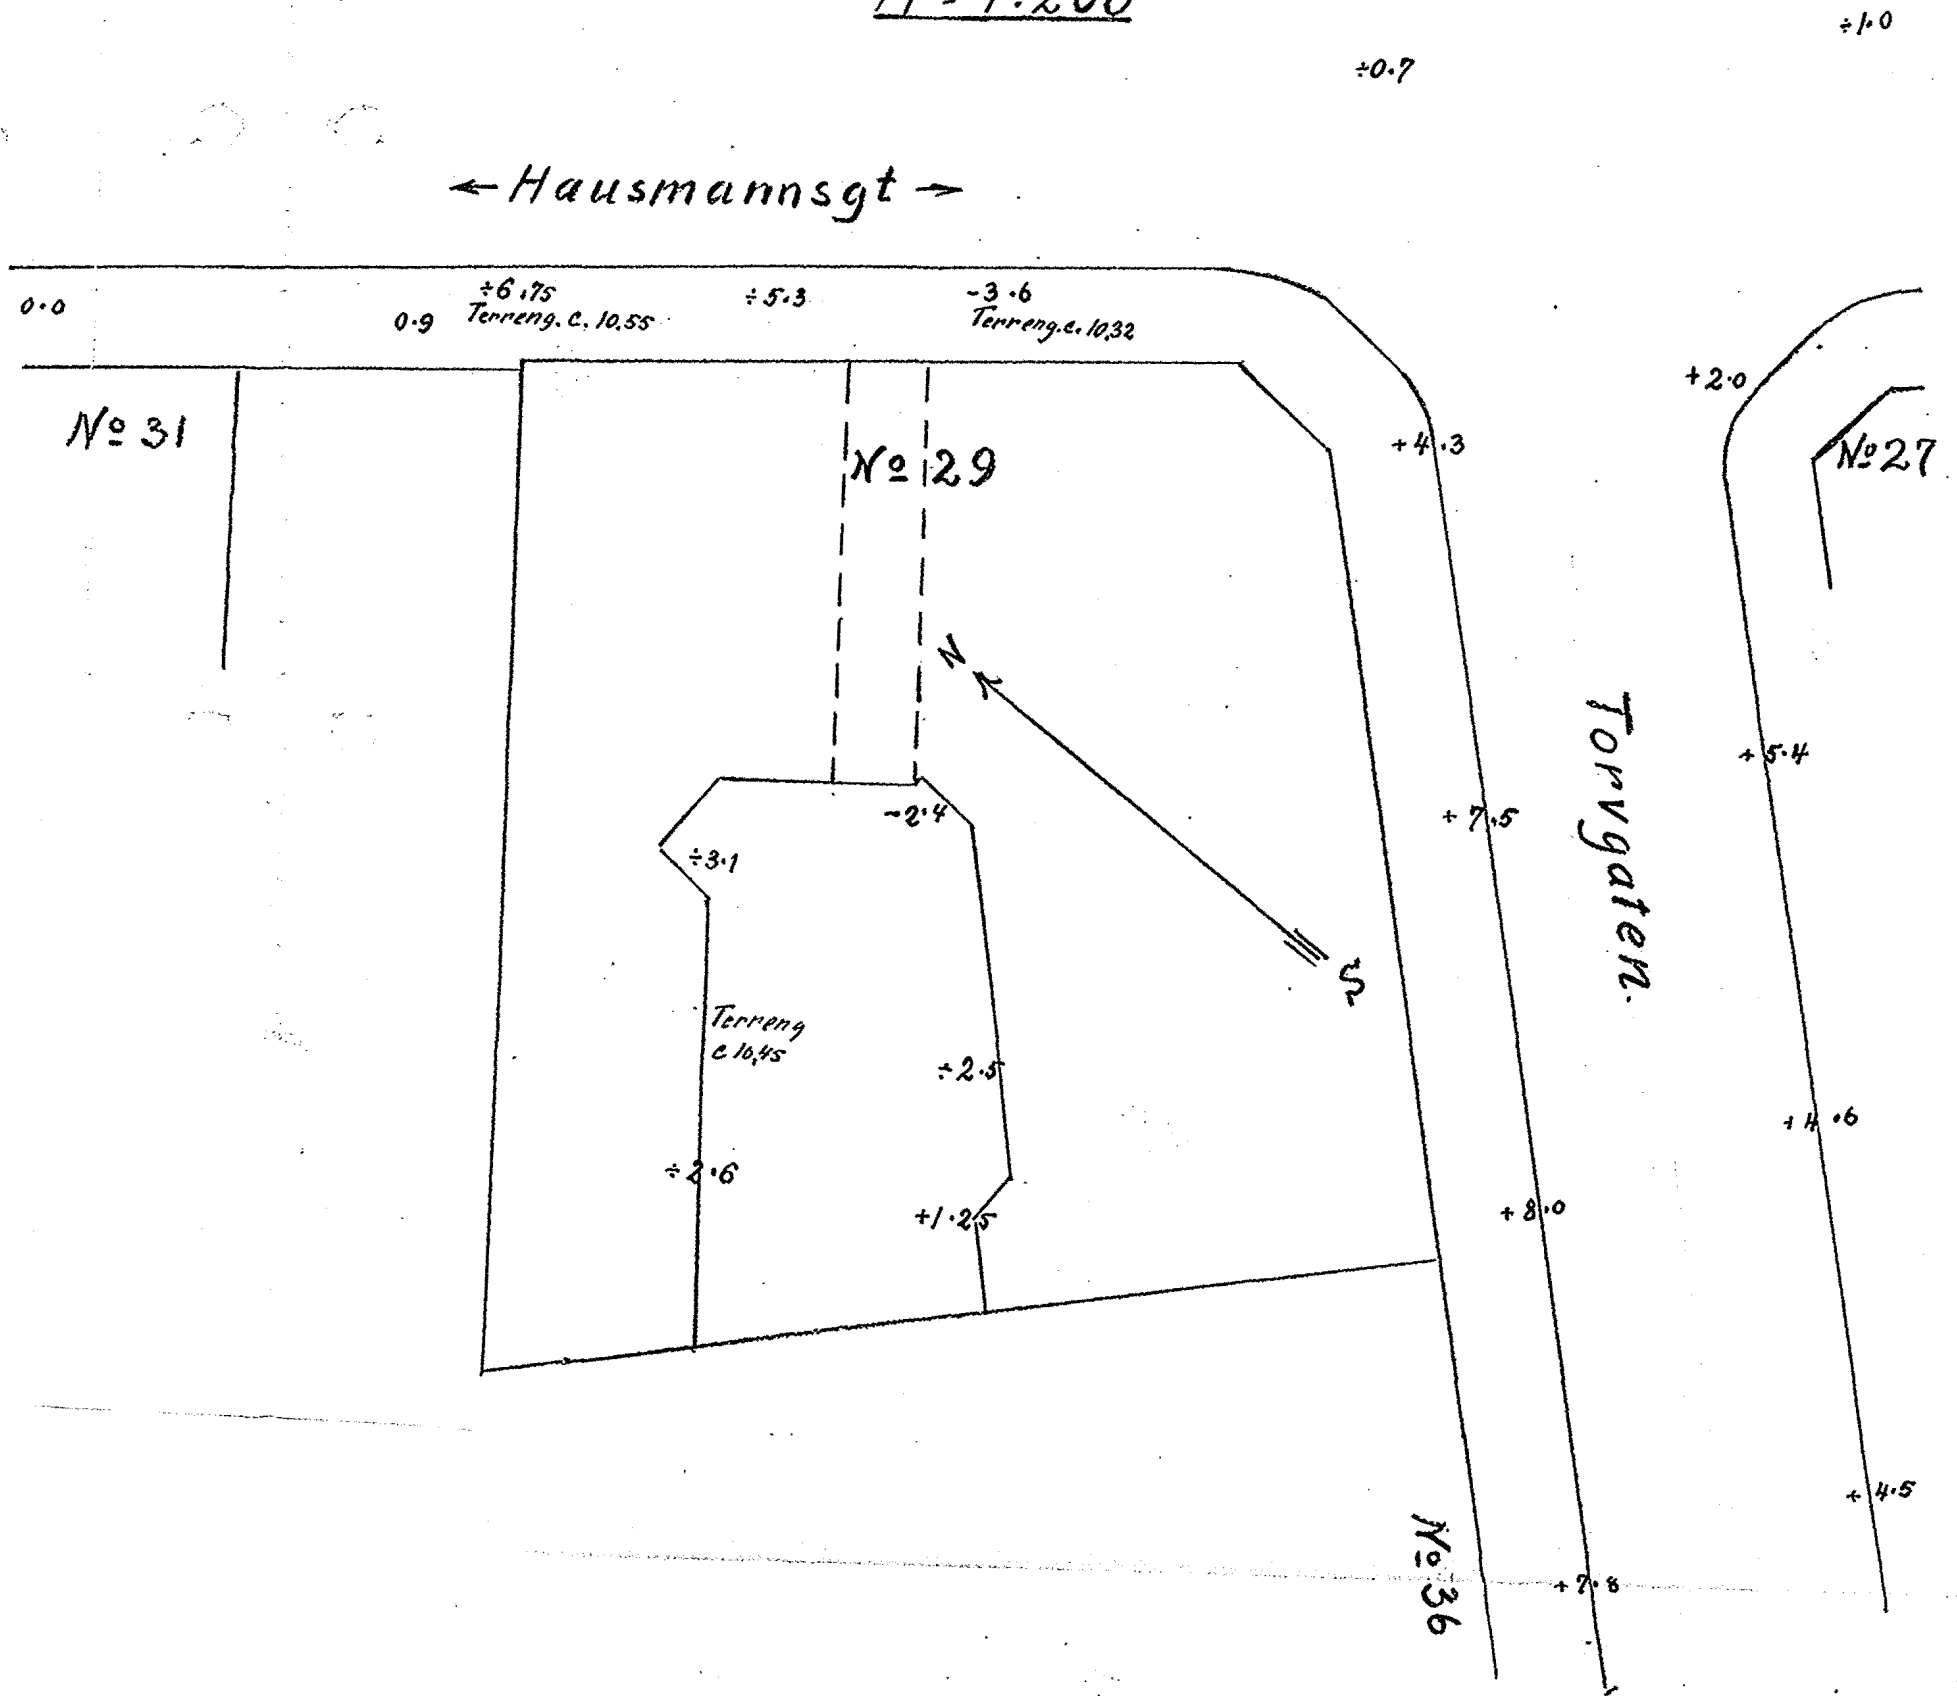 M = 1:200
÷1.0
÷0.7
← Hausmannsgt →
0.0
0.9
÷6,75
Terreng. c. 10.55
÷5.3
-3.6
Terreng. c. 10,32
+2.0
+4.3
No 31
No 29
No 27
N
S
Torvgaten.
+5.4
+7.5
-2.4
÷3.1
Terreng
c 10,45
÷2.5
÷2.6
+1.25
+4.6
+8.0
+4.5
No 36
+7.8